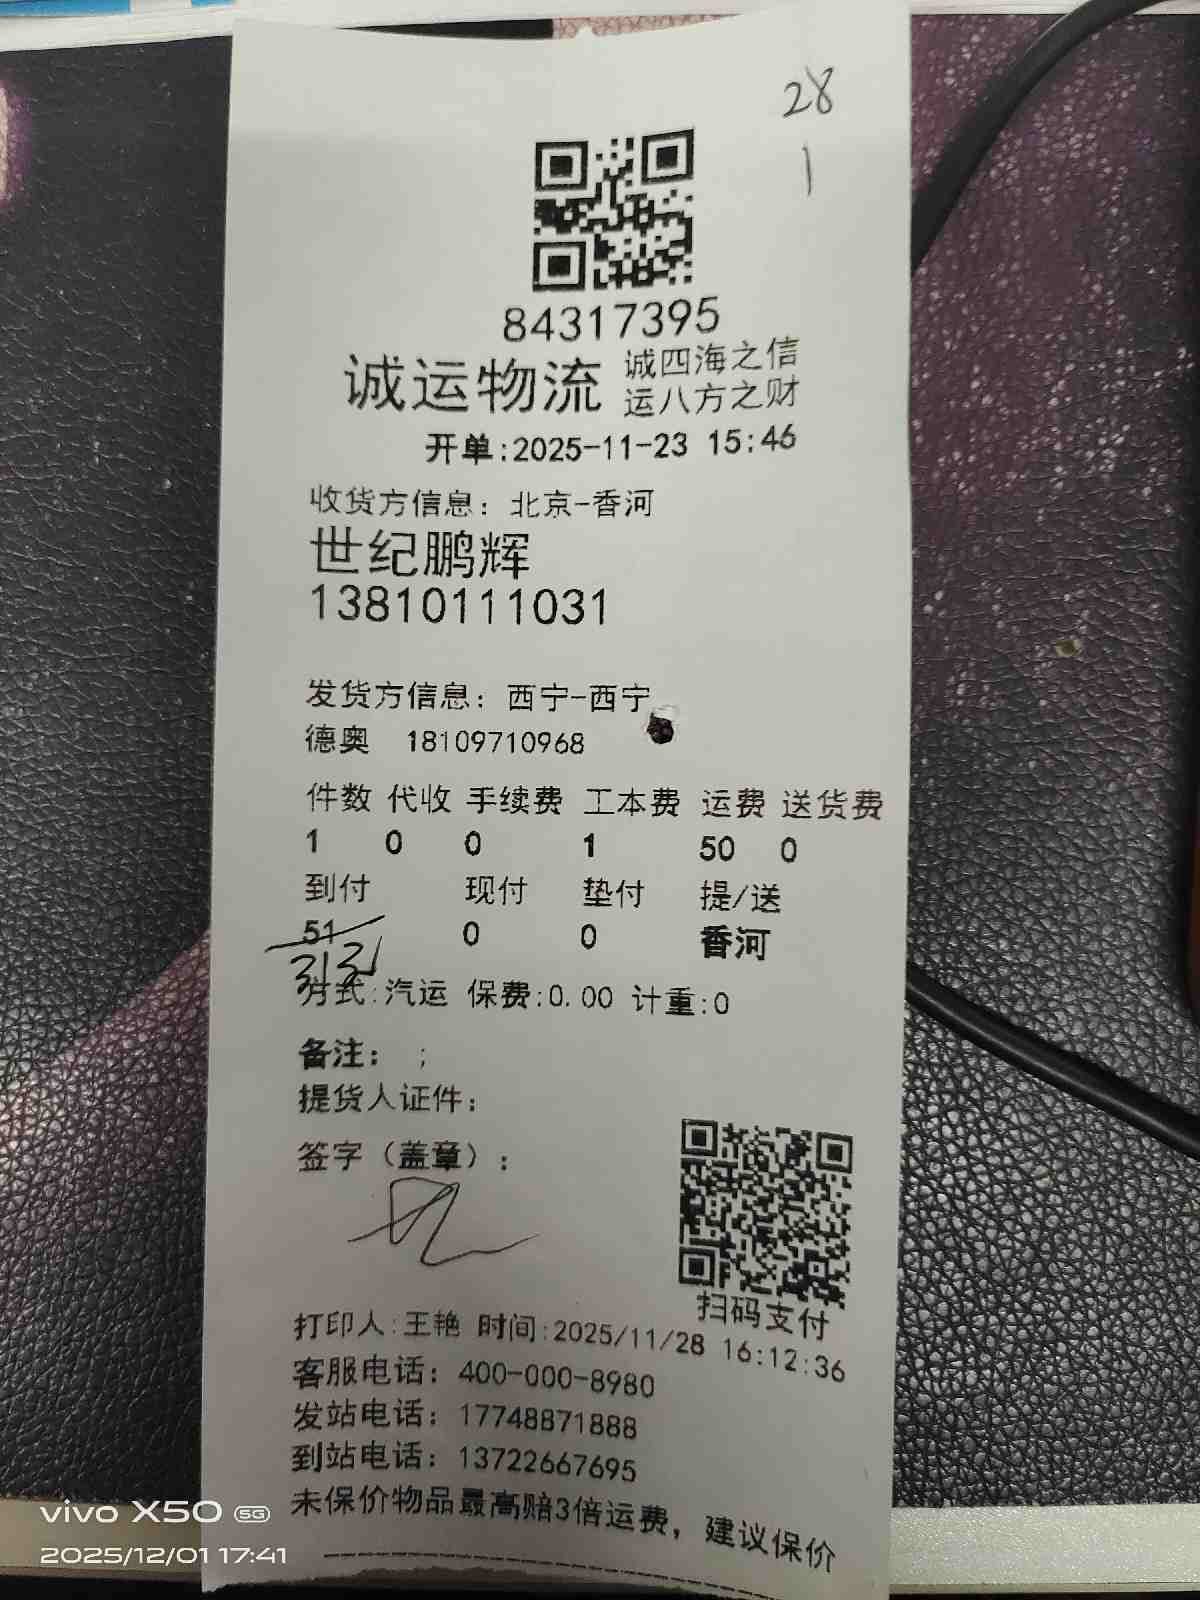 28
1
84317395
诚运物流 诚四海之信
运八方之财
开单:2025-11-23 15:46
收货方信息: 北京-香河
世纪鹏辉
13810111031
发货方信息: 西宁-西宁
德奥 18109710968
件数 代收 手续费 工本费 运费 送货费
1 0 0 1 50 0
到付 现付 垫付 提/送
51 0 0 香河
方式:汽运 保费:0.00 计重:0
备注: ;
提货人证件:
签字（盖章）:
扫码支付
打印人:王艳 时间:2025/11/28 16:12:36
客服电话: 400-000-8980
发站电话: 17748871888
到站电话: 13722667695
未保价物品最高赔3倍运费，建议保价
vivo X50 5G
2025/12/01 17:41